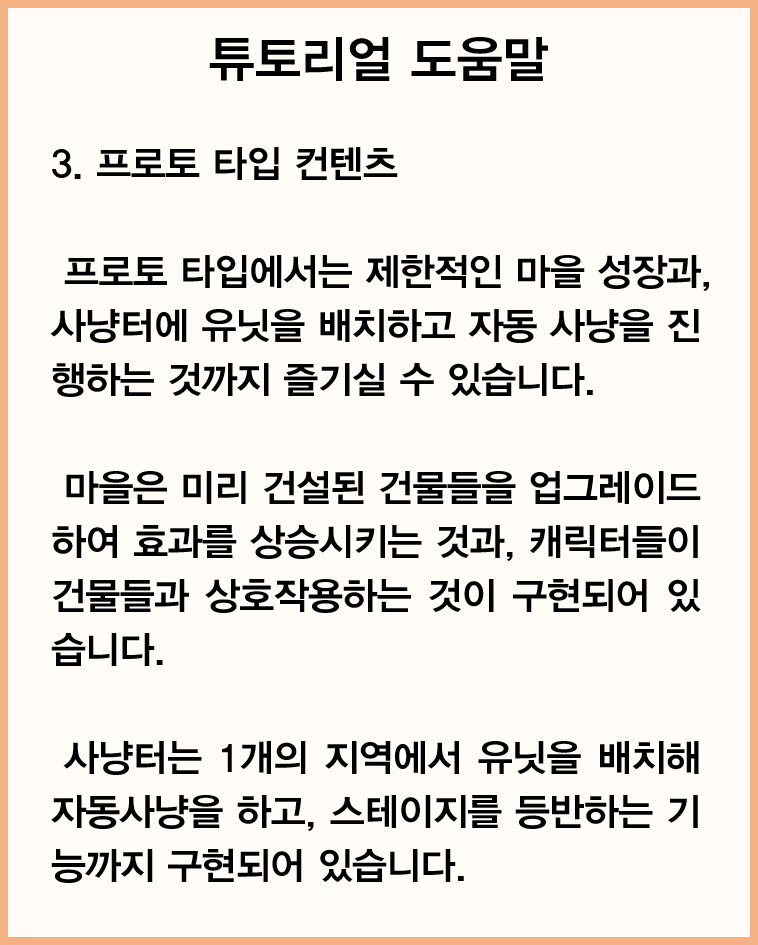 튜토리얼 도움말
3. 프로토 타입 컨텐츠
프로토 타입에서는 제한적인 마을 성장과,
사냥터에 유닛을 배치하고 자동 사냥을 진
행하는 것까지 즐기실 수 있습니다.
마을은 미리 건설된 건물들을 업그레이드
하여 효과를 상승시키는 것과, 캐릭터들이
건물들과 상호작용하는 것이 구현되어 있
습니다.
사냥터는 1개의 지역에서 유닛을 배치해
자동사냥을 하고, 스테이지를 등반하는 기
능까지 구현되어 있습니다.